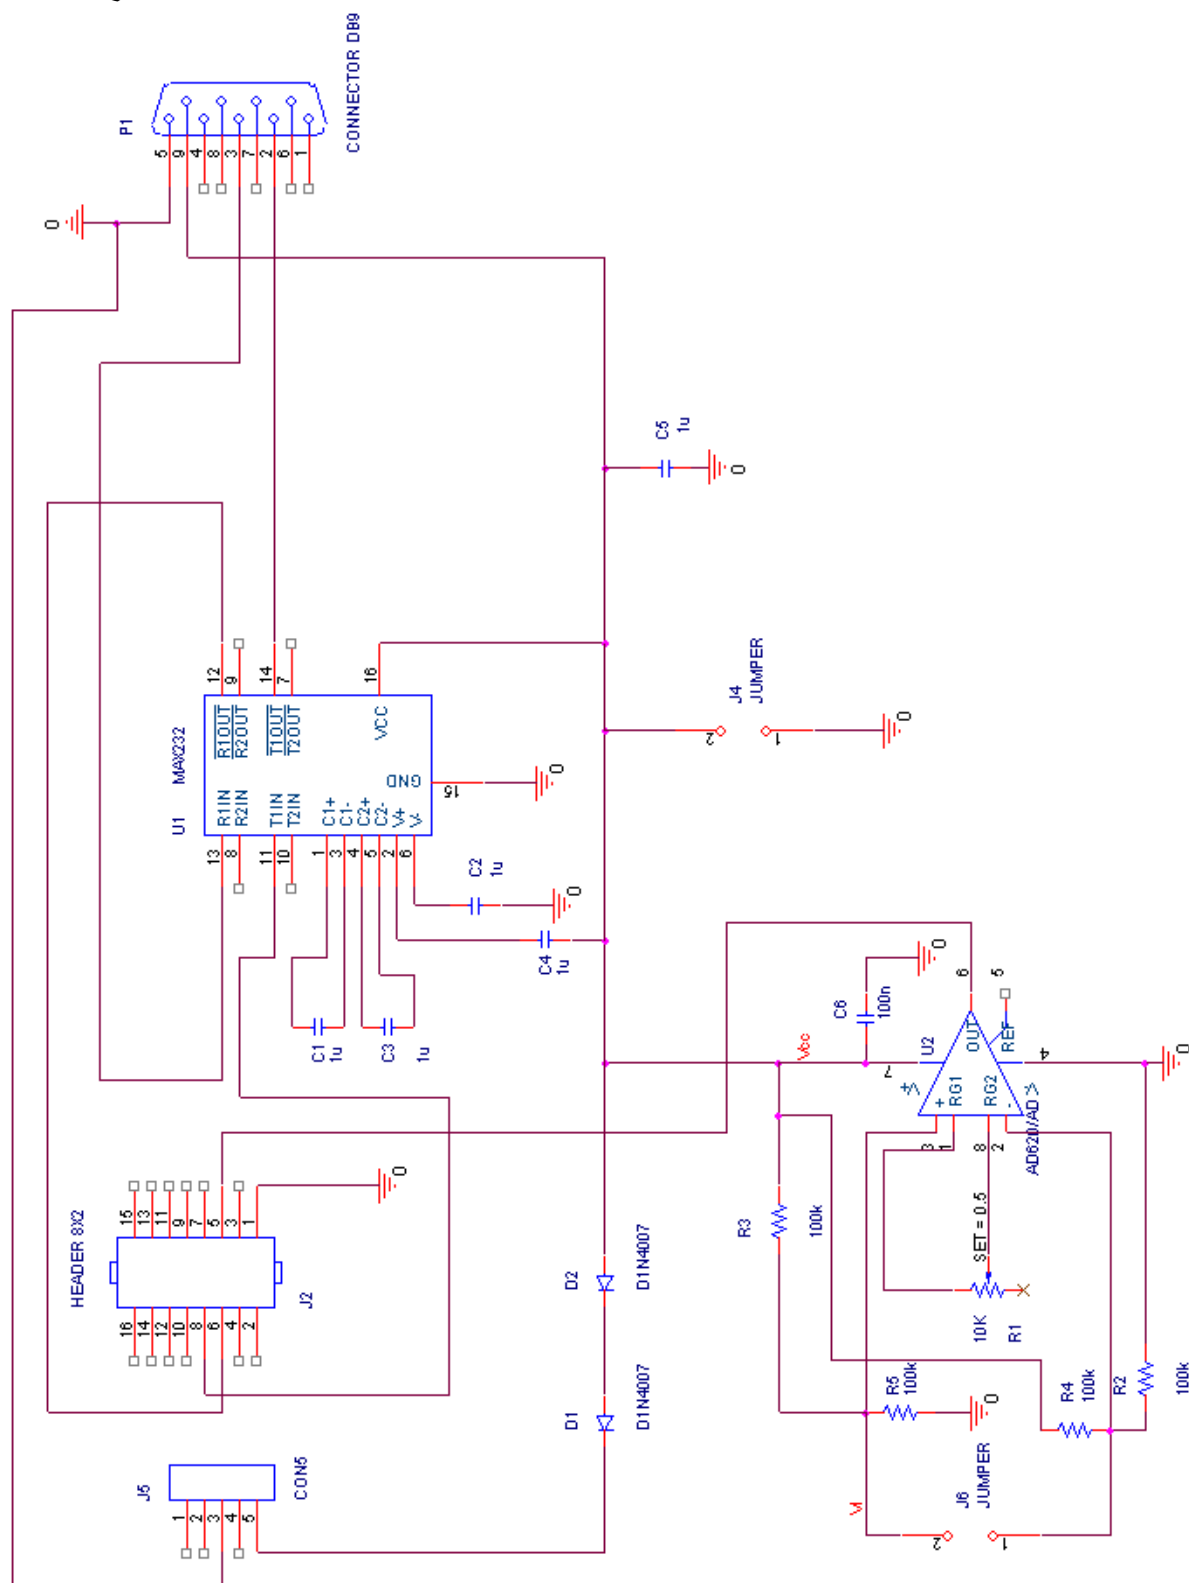 CONNECTOR DB9
P1
5
9
4
8
3
7
2
6
1
0
C5
1u
0
12
9
14
7
16
MAX232
U1
R1OUT
R2OUT
T1OUT
T2OUT
VCC
GND
15
0
R1IN
R2IN
T1IN
T2IN
C1+
C1-
C2+
C2-
V+
V-
13
8
11
10
1
3
4
5
2
6
J4
JUMPER
2
1
0
C2
1u
0
C4
1u
C1
1u
C3
1u
C6
100n
0
Vcc
7
U2
6
5
OUT
REF
+
RG1
RG2
-
4
0
3
1
8
2
AD620/AD
HEADER 8X2
15
13
11
9
7
5
3
1
0
J2
16
14
12
10
8
6
4
2
R3
100k
SET = 0.5
10K
R1
D2
D1N4007
D1
D1N4007
R5
100k
0
R4
100k
R2
100k
J5
CON5
1
2
3
4
5
J6
JUMPER
2
1